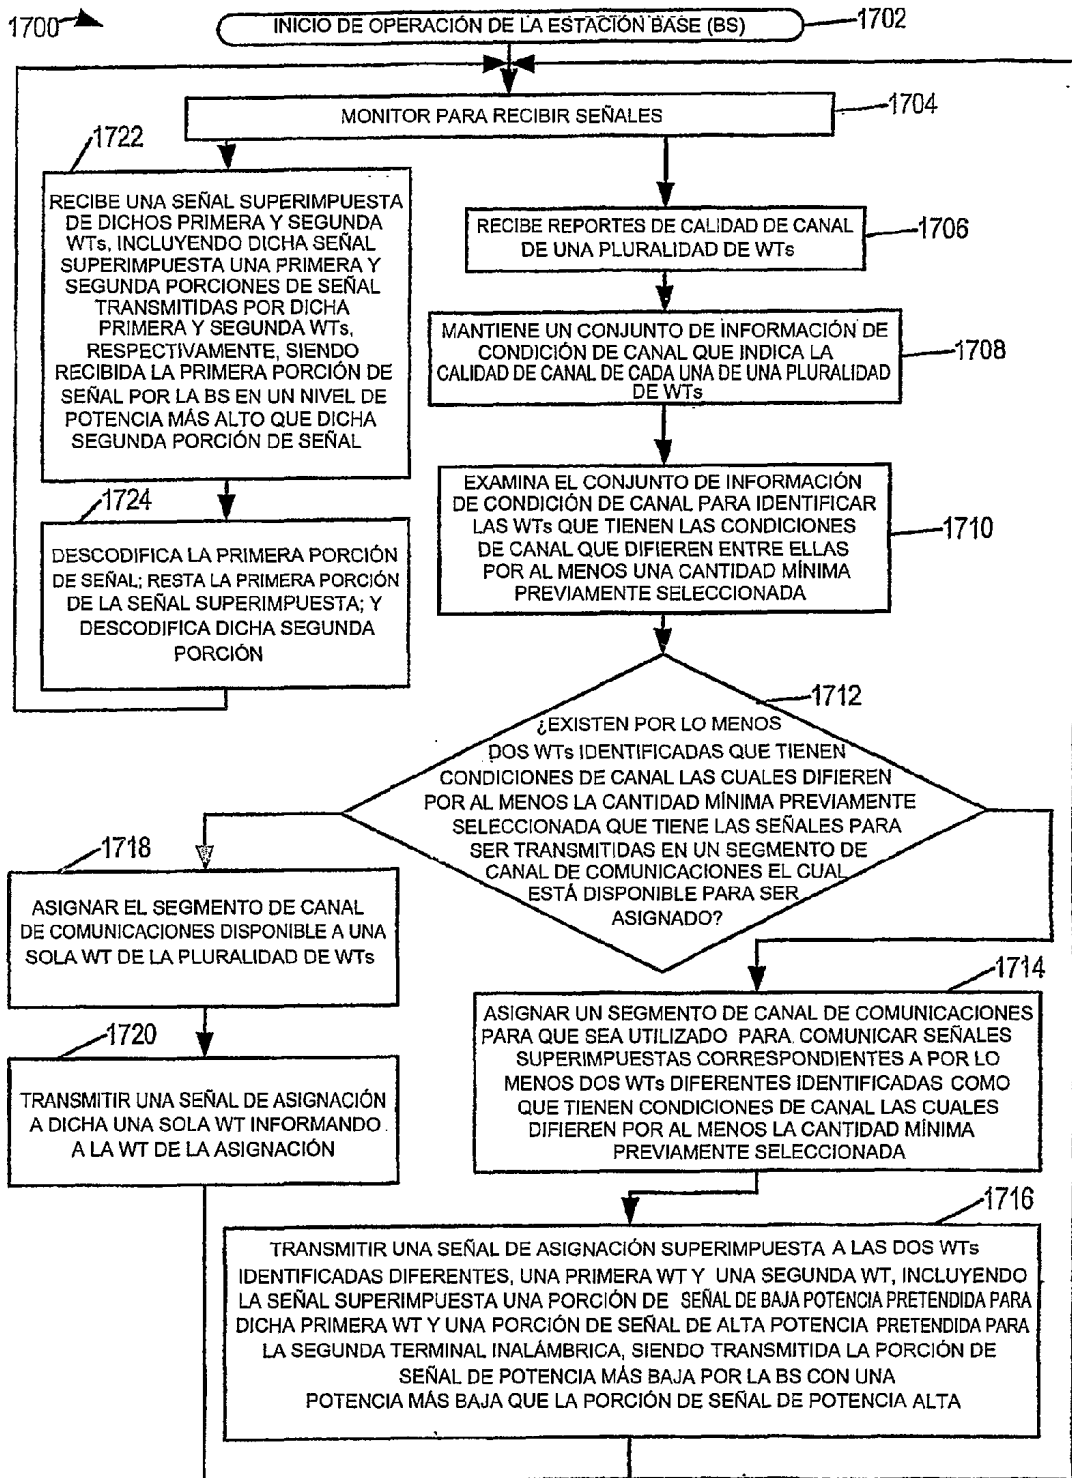 1700
INICIO DE OPERACIÓN DE LA ESTACIÓN BASE (BS)
1702
MONITOR PARA RECIBIR SEÑALES
1704
1722
RECIBE UNA SEÑAL SUPERIMPUESTA
DE DICHOS PRIMERA Y SEGUNDA
WTs, INCLUYENDO DICHA SEÑAL
SUPERIMPUESTA UNA PRIMERA Y
SEGUNDA PORCIONES DE SEÑAL
TRANSMITIDAS POR DICHA
PRIMERA Y SEGUNDA WTs,
RESPECTIVAMENTE, SIENDO
RECIBIDA LA PRIMERA PORCIÓN DE
SEÑAL POR LA BS EN UN NIVEL DE
POTENCIA MÁS ALTO QUE DICHA
SEGUNDA PORCIÓN DE SEÑAL
RECIBE REPORTES DE CALIDAD DE CANAL
DE UNA PLURALIDAD DE WTs
1706
MANTIENE UN CONJUNTO DE INFORMACIÓN DE
CONDICIÓN DE CANAL QUE INDICA LA
CALIDAD DE CANAL DE CADA UNA DE UNA PLURALIDAD
DE WTs
1708
1724
DESCODIFICA LA PRIMERA PORCIÓN
DE SEÑAL; RESTA LA PRIMERA PORCIÓN
DE LA SEÑAL SUPERIMPUESTA; Y
DESCODIFICA DICHA SEGUNDA
PORCIÓN
EXAMINA EL CONJUNTO DE INFORMACIÓN
DE CONDICIÓN DE CANAL PARA IDENTIFICAR
LAS WTs QUE TIENEN LAS CONDICIONES
DE CANAL QUE DIFIEREN ENTRE ELLAS
POR AL MENOS UNA CANTIDAD MÍNIMA
PREVIAMENTE SELECCIONADA
1710
1712
¿EXISTEN POR LO MENOS
DOS WTs IDENTIFICADAS QUE TIENEN
CONDICIONES DE CANAL LAS CUALES DIFIEREN
POR AL MENOS LA CANTIDAD MÍNIMA PREVIAMENTE
SELECCIONADA QUE TIENE LAS SEÑALES PARA
SER TRANSMITIDAS EN UN SEGMENTO DE
CANAL DE COMUNICACIONES EL CUAL
ESTÁ DISPONIBLE PARA SER
ASIGNADO?
1718
ASIGNAR EL SEGMENTO DE CANAL
DE COMUNICACIONES DISPONIBLE A UNA
SOLA WT DE LA PLURALIDAD DE WTs
1714
ASIGNAR UN SEGMENTO DE CANAL DE COMUNICACIONES
PARA QUE SEA UTILIZADO PARA COMUNICAR SEÑALES
SUPERIMPUESTAS CORRESPONDIENTES A POR LO
MENOS DOS WTs DIFERENTES IDENTIFICADAS COMO
QUE TIENEN CONDICIONES DE CANAL LAS CUALES
DIFIEREN POR AL MENOS LA CANTIDAD MÍNIMA
PREVIAMENTE SELECCIONADA
1720
TRANSMITIR UNA SEÑAL DE ASIGNACIÓN
A DICHA UNA SOLA WT INFORMANDO
A LA WT DE LA ASIGNACIÓN
1716
TRANSMITIR UNA SEÑAL DE ASIGNACIÓN SUPERIMPUESTA A LAS DOS WTs
IDENTIFICADAS DIFERENTES, UNA PRIMERA WT Y UNA SEGUNDA WT, INCLUYENDO
LA SEÑAL SUPERIMPUESTA UNA PORCIÓN DE SEÑAL DE BAJA POTENCIA PRETENDIDA PARA
DICHA PRIMERA WT Y UNA PORCIÓN DE SEÑAL DE ALTA POTENCIA PRETENDIDA PARA
LA SEGUNDA TERMINAL INALÁMBRICA, SIENDO TRANSMITIDA LA PORCIÓN DE
SEÑAL DE POTENCIA MÁS BAJA POR LA BS CON UNA
POTENCIA MÁS BAJA QUE LA PORCIÓN DE SEÑAL DE POTENCIA ALTA